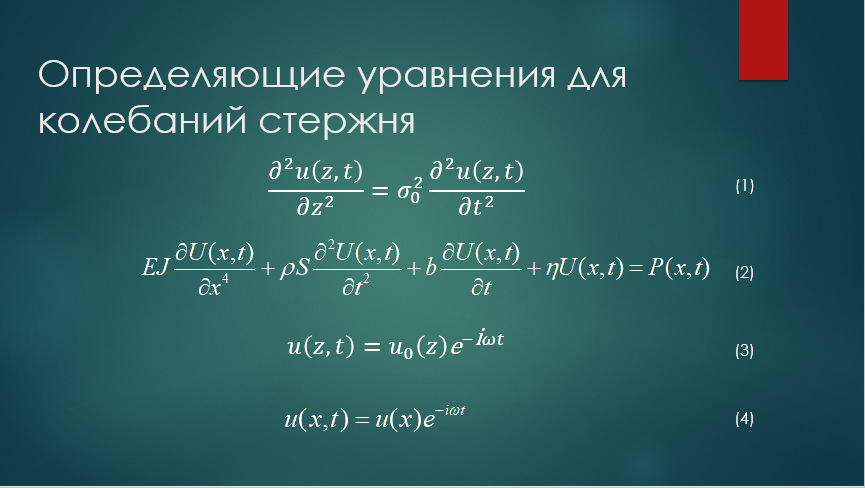 Определяющие уравнения для
колебаний стержня
∂²u(z,t)/∂z² = σ₀² ∂²u(z,t)/∂t² (1)
EJ ∂U(x,t)/∂x⁴ + ρS ∂²U(x,t)/∂t² + b ∂U(x,t)/∂t + ηU(x,t) = P(x,t) (2)
u(z,t) = u₀(z)e^{−iωt} (3)
u(x,t) = u(x)e^{−iωt} (4)